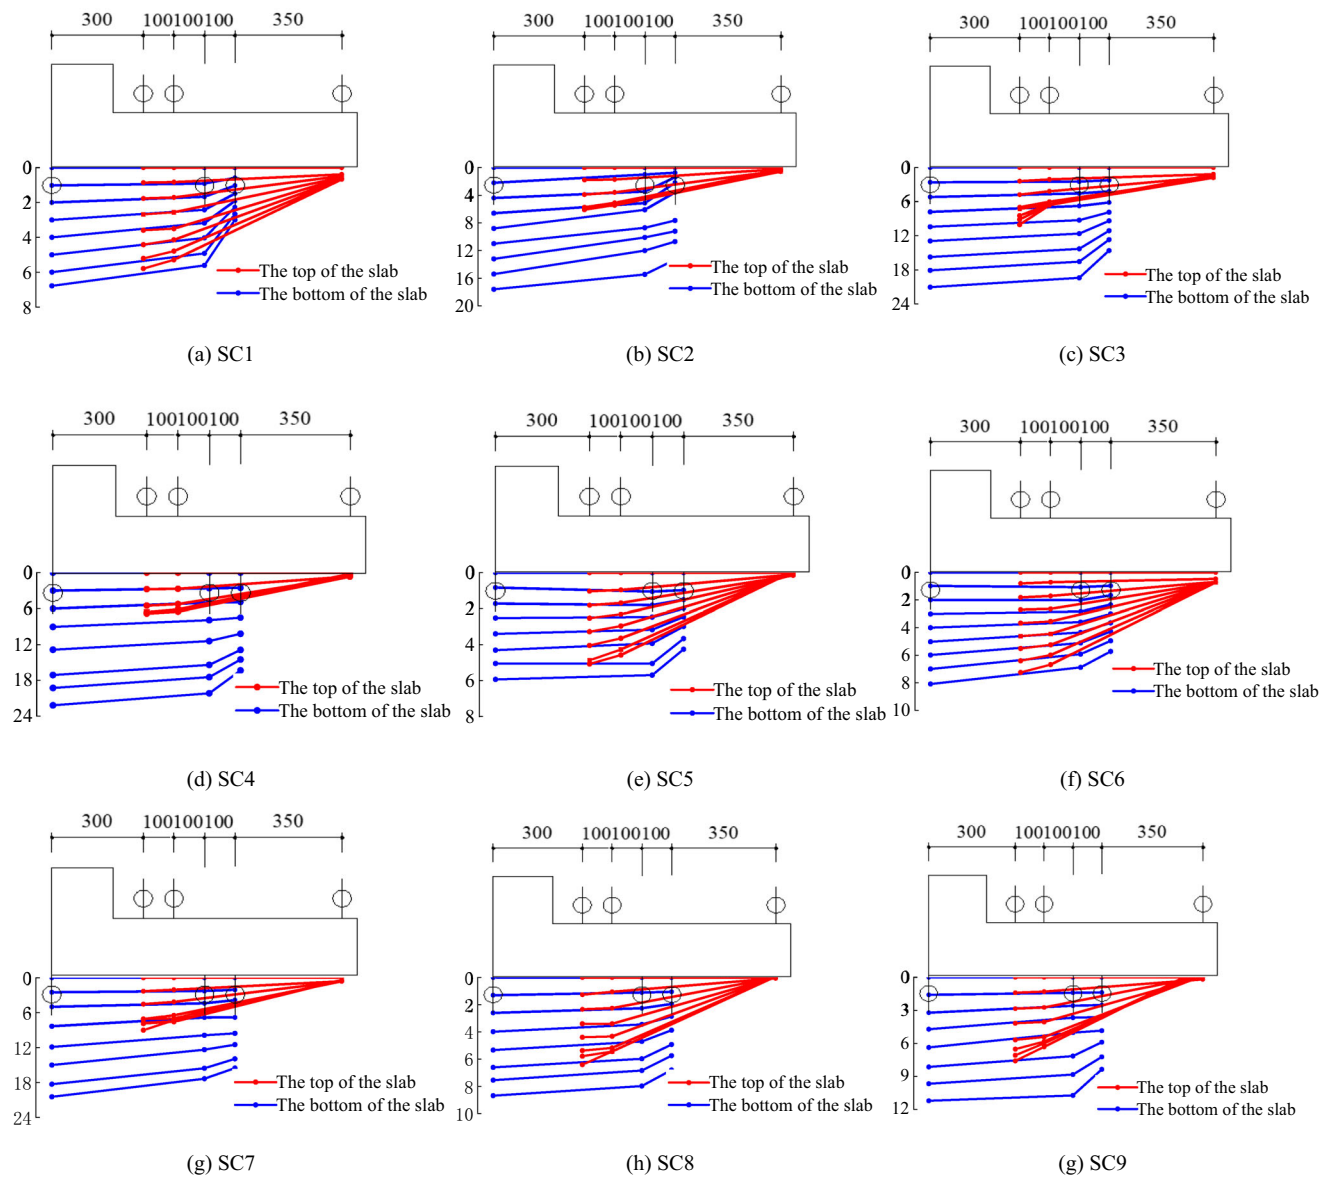 300 100100100 350
0
2
4
6
8
The top of the slab
The bottom of the slab
(a) SC1
300 100100100 350
0
4
8
12
16
20
The top of the slab
The bottom of the slab
(b) SC2
300 100100100 350
0
6
12
18
24
The top of the slab
The bottom of the slab
(c) SC3
300 100100100 350
0
6
12
18
24
The top of the slab
The bottom of the slab
(d) SC4
300 100100100 350
0
2
4
6
8
The top of the slab
The bottom of the slab
(e) SC5
300 100100100 350
0
2
4
6
8
10
The top of the slab
The bottom of the slab
(f) SC6
300 100100100 350
0
6
12
18
24
The top of the slab
The bottom of the slab
(g) SC7
300 100100100 350
0
2
4
6
8
10
The top of the slab
The bottom of the slab
(h) SC8
300 100100100 350
0
3
6
9
12
The top of the slab
The bottom of the slab
(g) SC9